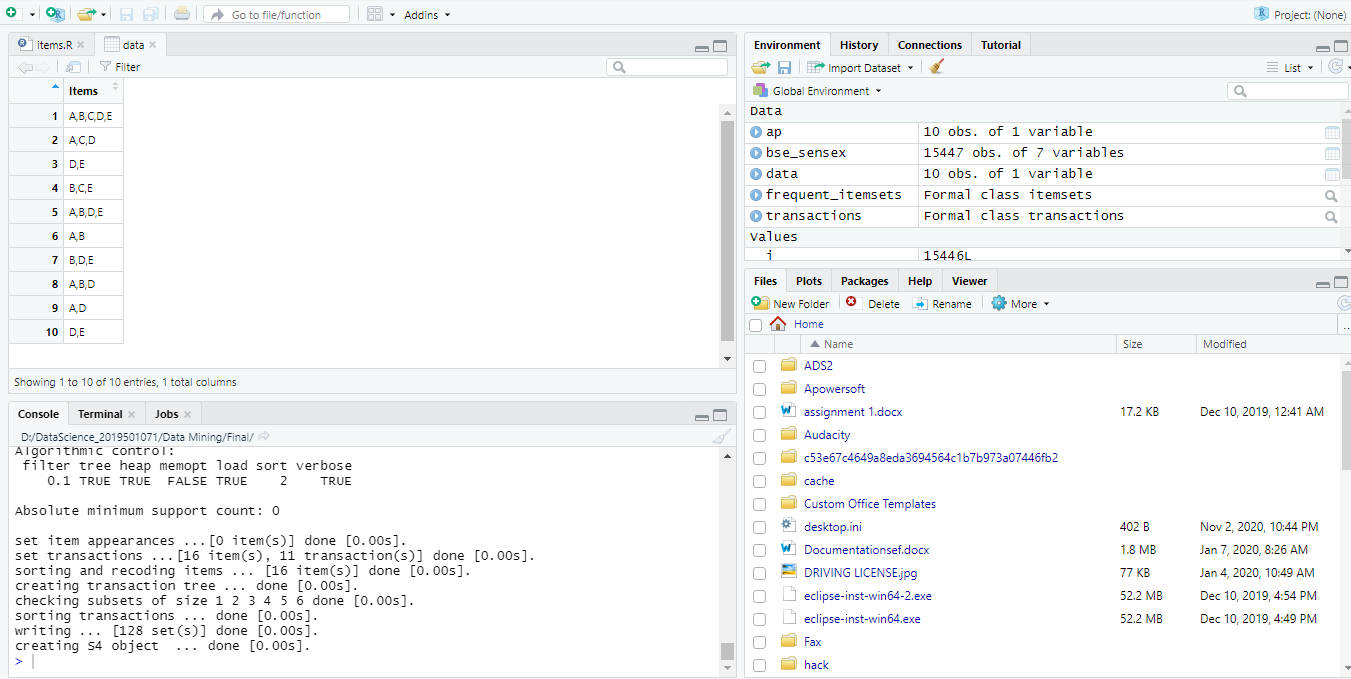 Go to file/function Addins Project: (None)
items.R data
Filter
Items
1 A,B,C,D,E
2 A,C,D
3 D,E
4 B,C,E
5 A,B,D,E
6 A,B
7 B,D,E
8 A,B,D
9 A,D
10 D,E
Showing 1 to 10 of 10 entries, 1 total columns
Console Terminal Jobs
D:/DataScience_2019501071/Data Mining/Final/
Algorithmic control:
filter tree heap memopt load sort verbose
0.1 TRUE TRUE FALSE TRUE 2 TRUE
Absolute minimum support count: 0
set item appearances ...[0 item(s)] done [0.00s].
set transactions ...[16 item(s), 11 transaction(s)] done [0.00s].
sorting and recoding items ... [16 item(s)] done [0.00s].
creating transaction tree ... done [0.00s].
checking subsets of size 1 2 3 4 5 6 done [0.00s].
sorting transactions ... done [0.00s].
writing ... [128 set(s)] done [0.00s].
creating S4 object ... done [0.00s].
>
Environment History Connections Tutorial
Import Dataset List
Global Environment
Data
ap 10 obs. of 1 variable
bse_sensex 15447 obs. of 7 variables
data 10 obs. of 1 variable
frequent_itemsets Formal class itemsets
transactions Formal class transactions
Values
i 15446L
Files Plots Packages Help Viewer
New Folder Delete Rename More
Home ..
Name Size Modified
ADS2
Apowersoft
assignment 1.docx 17.2 KB Dec 10, 2019, 12:41 AM
Audacity
c53e67c4649a8eda3694564c1b7b973a07446fb2
cache
Custom Office Templates
desktop.ini 402 B Nov 2, 2020, 10:44 PM
Documentationsef.docx 1.8 MB Jan 7, 2020, 8:26 AM
DRIVING LICENSE.jpg 77 KB Jan 4, 2020, 10:49 AM
eclipse-inst-win64-2.exe 52.2 MB Dec 10, 2019, 4:54 PM
eclipse-inst-win64.exe 52.2 MB Dec 10, 2019, 4:49 PM
Fax
hack